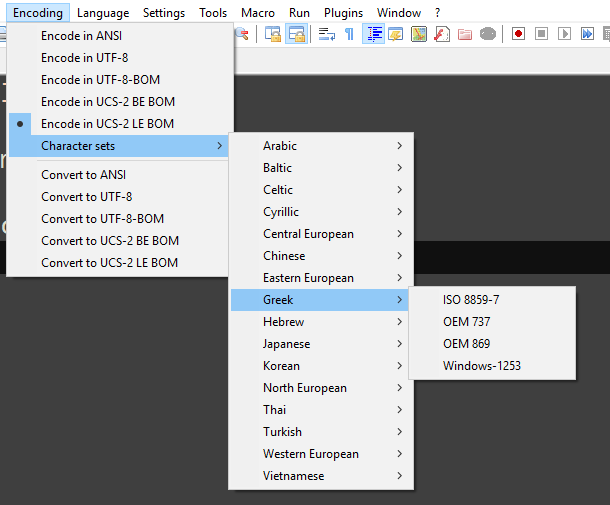 Encoding Language Settings Tools Macro Run Plugins Window ?
Encode in ANSI
Encode in UTF-8
Encode in UTF-8-BOM
Encode in UCS-2 BE BOM
Encode in UCS-2 LE BOM
Character sets
Convert to ANSI
Convert to UTF-8
Convert to UTF-8-BOM
Convert to UCS-2 BE BOM
Convert to UCS-2 LE BOM
Arabic
Baltic
Celtic
Cyrillic
Central European
Chinese
Eastern European
Greek
Hebrew
Japanese
Korean
North European
Thai
Turkish
Western European
Vietnamese
ISO 8859-7
OEM 737
OEM 869
Windows-1253